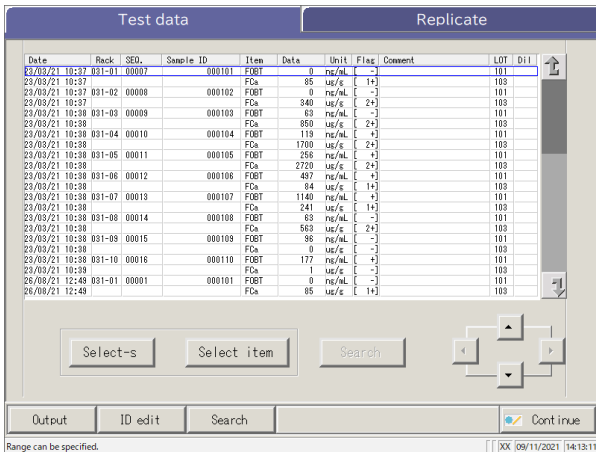 Test data Replicate
Date Rack SEQ. Sample ID Item Data Unit Flag Comment LOT Dil
23/03/21 10:37 031-01 00007 000101 FOBT 0 ng/mL [ -] 101
23/03/21 10:37 FCa 85 ug/g [ 1+] 103
23/03/21 10:37 031-02 00008 000102 FOBT 0 ng/mL [ -] 101
23/03/21 10:37 FCa 340 ug/g [ 2+] 103
23/03/21 10:38 031-03 00009 000103 FOBT 63 ng/mL [ -] 101
23/03/21 10:38 FCa 850 ug/g [ 2+] 103
23/03/21 10:38 031-04 00010 000104 FOBT 119 ng/mL [ +] 101
23/03/21 10:38 FCa 1700 ug/g [ 2+] 103
23/03/21 10:38 031-05 00011 000105 FOBT 256 ng/mL [ +] 101
23/03/21 10:38 FCa 2720 ug/g [ 2+] 103
23/03/21 10:38 031-06 00012 000106 FOBT 497 ng/mL [ +] 101
23/03/21 10:38 FCa 84 ug/g [ 1+] 103
23/03/21 10:38 031-07 00013 000107 FOBT 1140 ng/mL [ +] 101
23/03/21 10:38 FCa 241 ug/g [ 1+] 103
23/03/21 10:38 031-08 00014 000108 FOBT 63 ng/mL [ -] 101
23/03/21 10:38 FCa 563 ug/g [ 2+] 103
23/03/21 10:38 031-09 00015 000109 FOBT 96 ng/mL [ -] 101
23/03/21 10:38 FCa 0 ug/g [ -] 103
23/03/21 10:38 031-10 00016 000110 FOBT 177 ng/mL [ +] 101
23/03/21 10:39 FCa 1 ug/g [ -] 103
26/08/21 12:49 031-01 00001 000101 FOBT 0 ng/mL [ -] 101
26/08/21 12:49 FCa 85 ug/g [ 1+] 103
Select-s Select item Search
Output ID edit Search Continue
Range can be specified. XX 09/11/2021 14:13:11